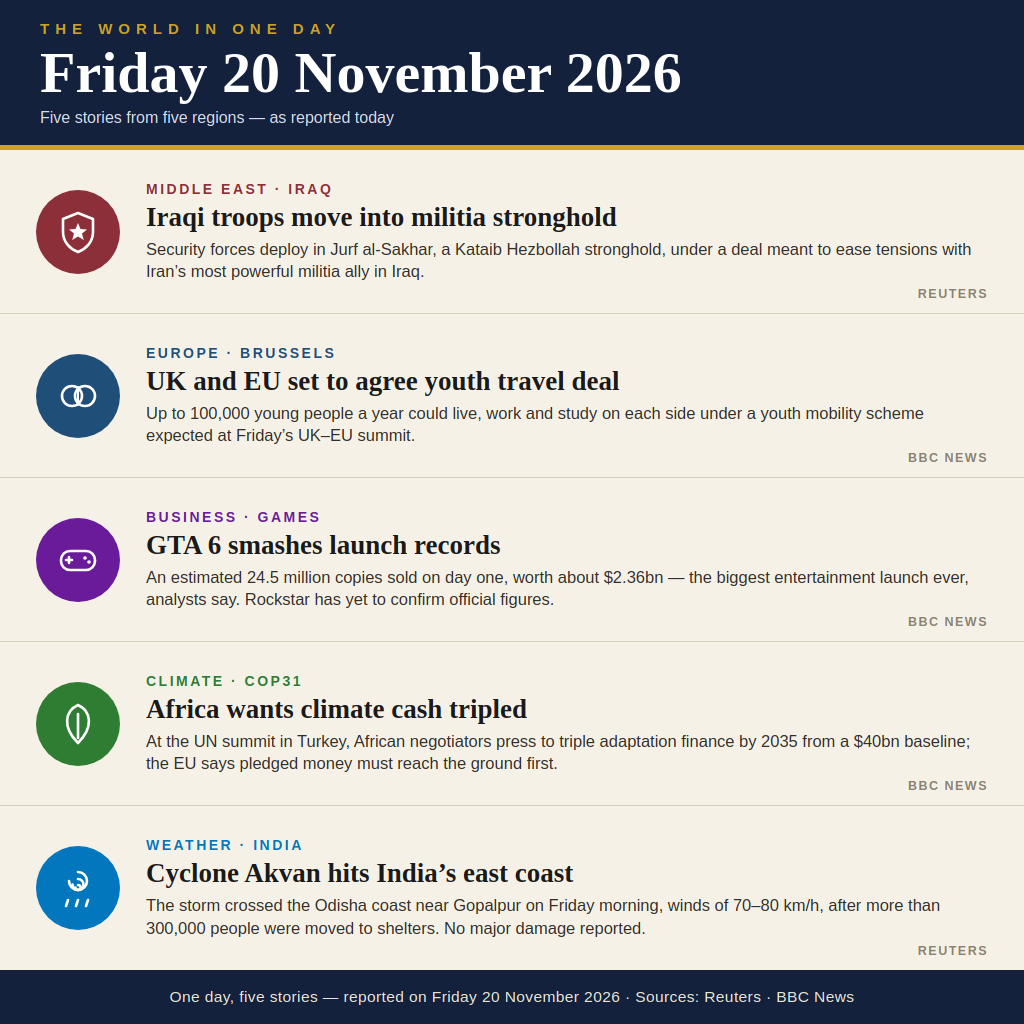 THE WORLD IN ONE DAY
Friday 20 November 2026
Five stories from five regions — as reported today
MIDDLE EAST · IRAQ
Iraqi troops move into militia stronghold
Security forces deploy in Jurf al-Sakhar, a Kataib Hezbollah stronghold, under a deal meant to ease tensions with
Iran’s most powerful militia ally in Iraq.
REUTERS
EUROPE · BRUSSELS
UK and EU set to agree youth travel deal
Up to 100,000 young people a year could live, work and study on each side under a youth mobility scheme
expected at Friday’s UK–EU summit.
BBC NEWS
BUSINESS · GAMES
GTA 6 smashes launch records
An estimated 24.5 million copies sold on day one, worth about $2.36bn — the biggest entertainment launch ever,
analysts say. Rockstar has yet to confirm official figures.
BBC NEWS
CLIMATE · COP31
Africa wants climate cash tripled
At the UN summit in Turkey, African negotiators press to triple adaptation finance by 2035 from a $40bn baseline;
the EU says pledged money must reach the ground first.
BBC NEWS
WEATHER · INDIA
Cyclone Akvan hits India’s east coast
The storm crossed the Odisha coast near Gopalpur on Friday morning, winds of 70–80 km/h, after more than
300,000 people were moved to shelters. No major damage reported.
REUTERS
One day, five stories — reported on Friday 20 November 2026 · Sources: Reuters · BBC News